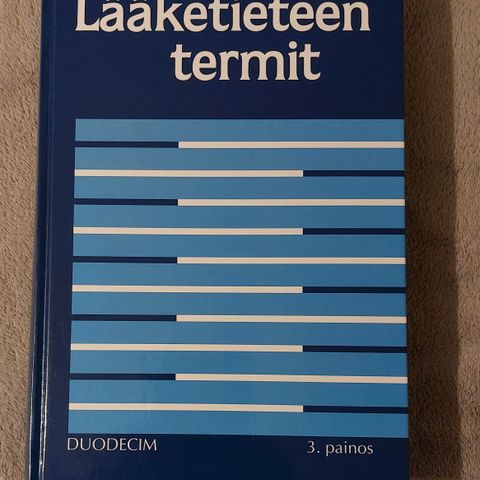 Lääketieteen
termit
DUODECIM 3. painos